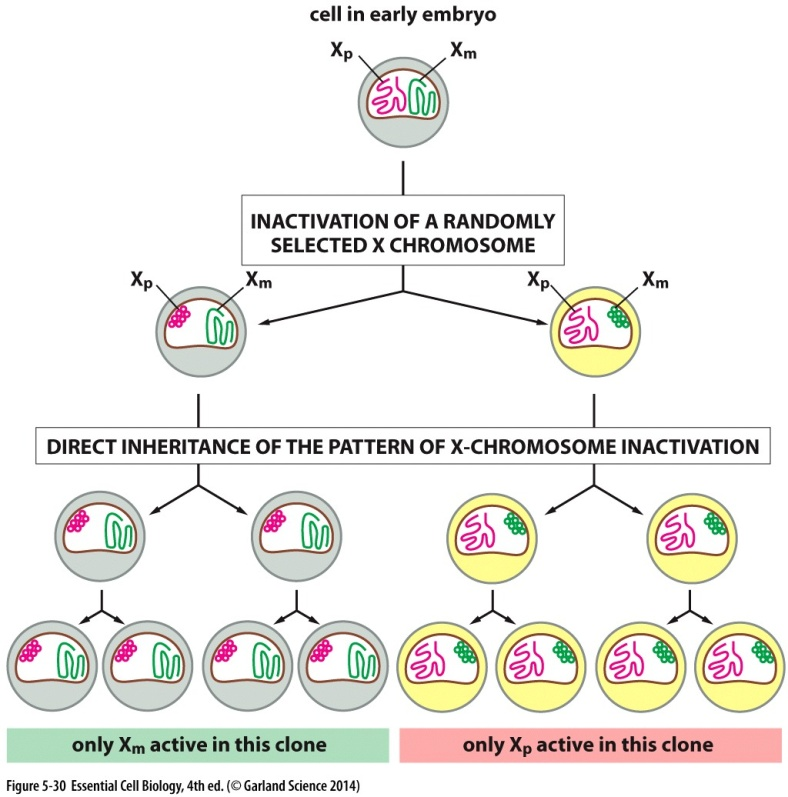 cell in early embryo
Xp Xm
INACTIVATION OF A RANDOMLY
SELECTED X CHROMOSOME
Xp Xm Xp Xm
DIRECT INHERITANCE OF THE PATTERN OF X-CHROMOSOME INACTIVATION
only Xm active in this clone
only Xp active in this clone
Figure 5-30 Essential Cell Biology, 4th ed. (© Garland Science 2014)